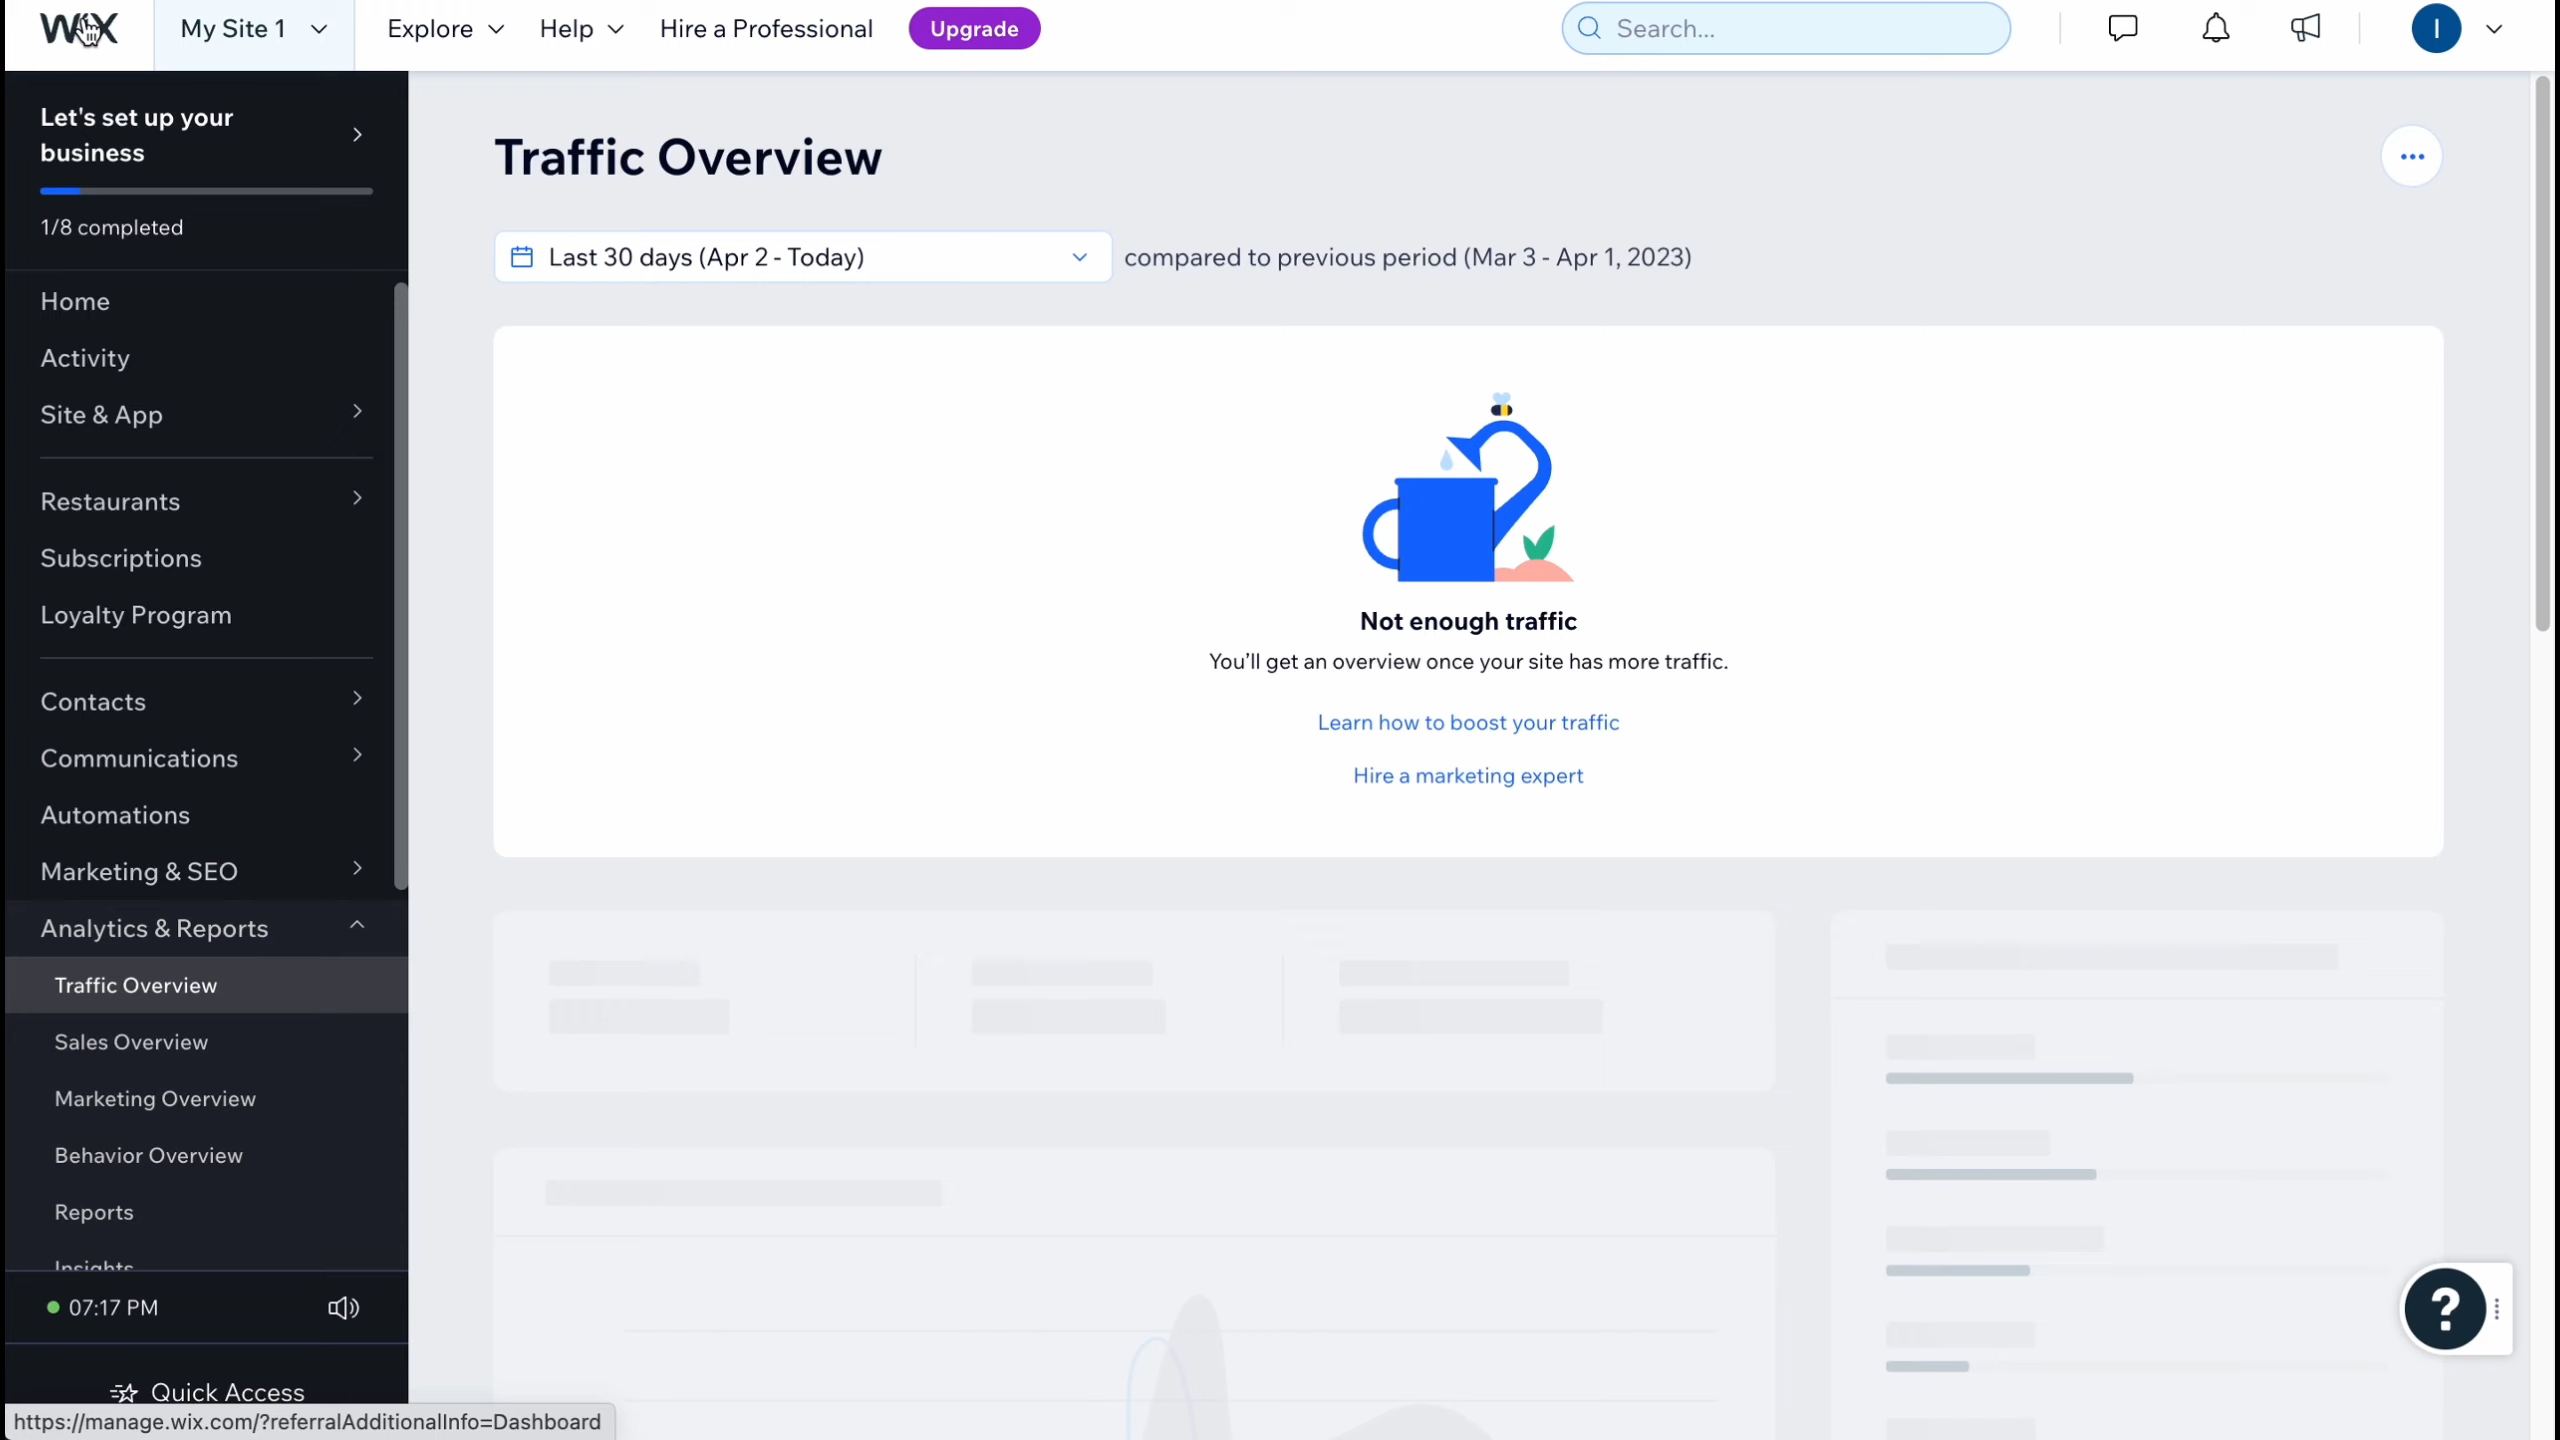 WIX
My Site 1
Explore
Help
Hire a Professional
Upgrade
Search...
I
Let's set up your
business
1/8 completed
Home
Activity
Site & App
Restaurants
Subscriptions
Loyalty Program
Contacts
Communications
Automations
Marketing & SEO
Analytics & Reports
Traffic Overview
Sales Overview
Marketing Overview
Behavior Overview
Reports
Insights
07:17 PM
Quick Access
https://manage.wix.com/?referralAdditionalInfo=Dashboard
Traffic Overview
Last 30 days (Apr 2 - Today)
compared to previous period (Mar 3 - Apr 1, 2023)
Not enough traffic
You’ll get an overview once your site has more traffic.
Learn how to boost your traffic
Hire a marketing expert
?